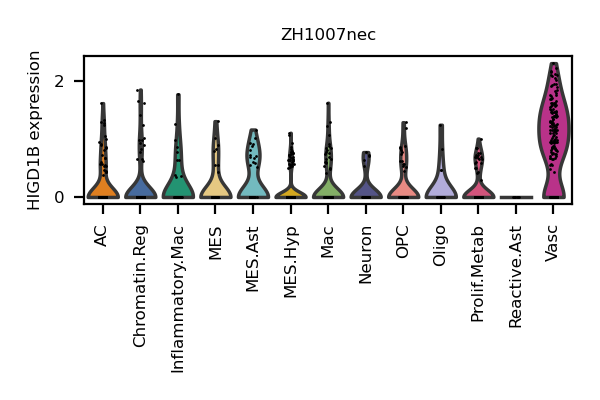 ZH1007nec
HIGD1B expression
2
0
AC
Chromatin.Reg
Inflammatory.Mac
MES
MES.Ast
MES.Hyp
Mac
Neuron
OPC
Oligo
Prolif.Metab
Reactive.Ast
Vasc